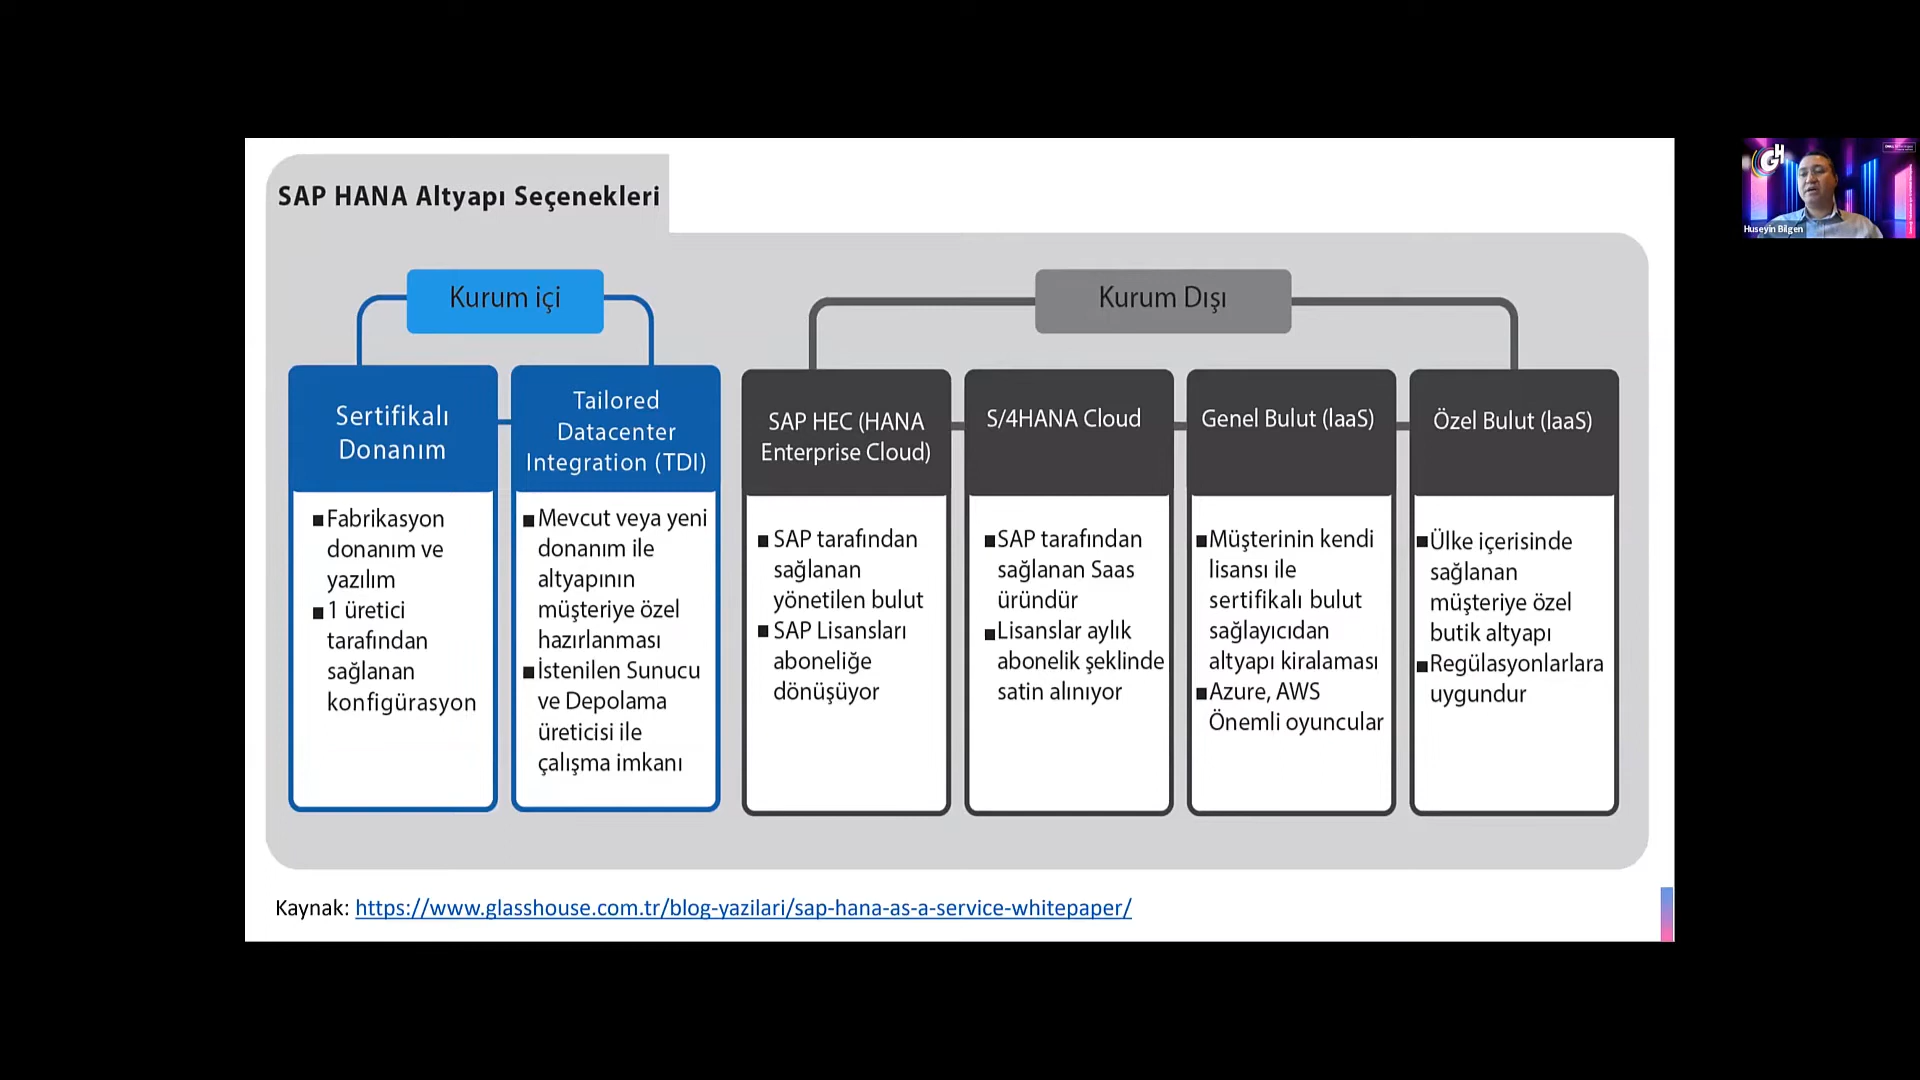 SAP HANA Altyapı Seçenekleri
Kurum içi
Kurum Dışı
Sertifikalı
Donanım
Fabrikasyon
donanım ve
yazılım
1 üretici
tarafından
sağlanan
konfigürasyon
Tailored
Datacenter
Integration (TDI)
Mevcut veya yeni
donanım ile
altyapının
müşteriye özel
hazırlanması
İstenilen Sunucu
ve Depolama
üreticisi ile
çalışma imkanı
SAP HEC (HANA
Enterprise Cloud)
SAP tarafından
sağlanan
yönetilen bulut
SAP Lisansları
aboneliğe
dönüşüyor
S/4HANA Cloud
SAP tarafından
sağlanan Saas
üründür
Lisanslar aylık
abonelik şeklinde
satin alınıyor
Genel Bulut (laaS)
Müşterinin kendi
lisansı ile
sertifikalı bulut
sağlayıcıdan
altyapı kiralaması
Azure, AWS
Önemli oyuncular
Özel Bulut (laaS)
Ülke içerisinde
sağlanan
müşteriye özel
butik altyapı
Regülasyonlarlara
uygundur
Kaynak: https://www.glasshouse.com.tr/blog-yazilari/sap-hana-as-a-service-whitepaper/
GH
Huseyin Bilgen